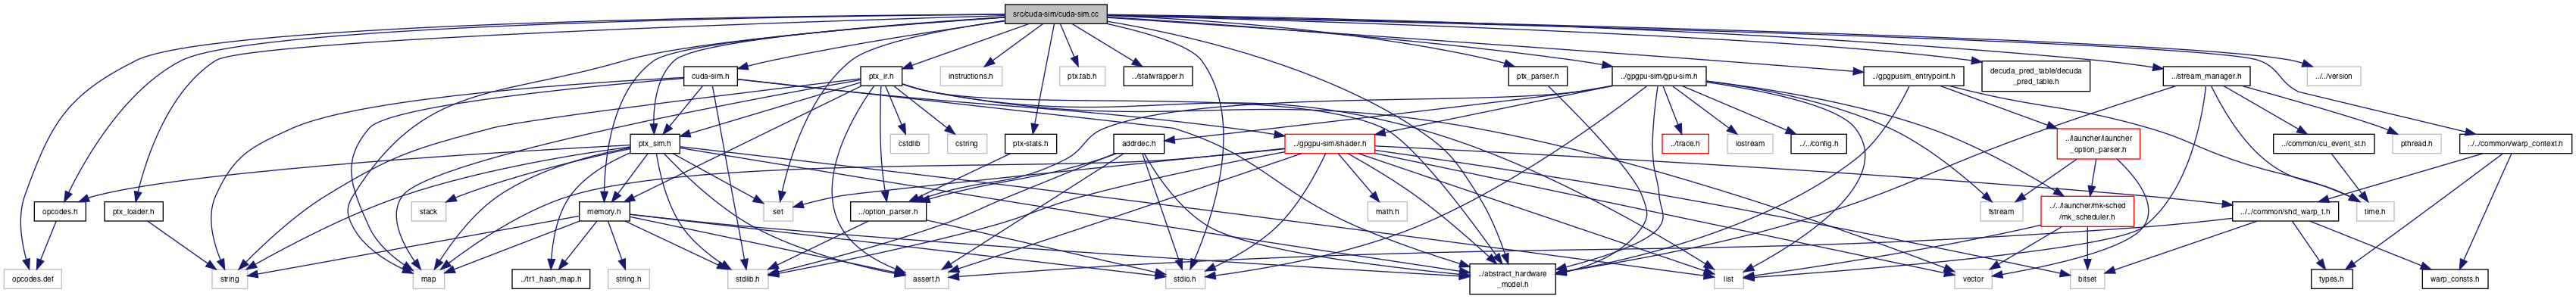 src/cuda-sim/cuda-sim.cc
cuda-sim.h
ptx_ir.h
instructions.h
ptx.tab.h
../statwrapper.h
ptx_parser.h
../gpgpu-sim/gpu-sim.h
../gpgpusim_entrypoint.h
decuda_pred_table/decuda
_pred_table.h
../stream_manager.h
../../version
ptx_sim.h
cstdlib
cstring
ptx-stats.h
addrdec.h
../gpgpu-sim/shader.h
../trace.h
iostream
../../config.h
../launcher/launcher
_option_parser.h
../common/cu_event_st.h
pthread.h
../../common/warp_context.h
opcodes.h
ptx_loader.h
stack
memory.h
set
../option_parser.h
math.h
fstream
../../launcher/mk-sched
/mk_scheduler.h
../../common/shd_warp_t.h
time.h
opcodes.def
string
map
../tr1_hash_map.h
string.h
stdlib.h
assert.h
stdio.h
../abstract_hardware
_model.h
list
vector
bitset
types.h
warp_consts.h